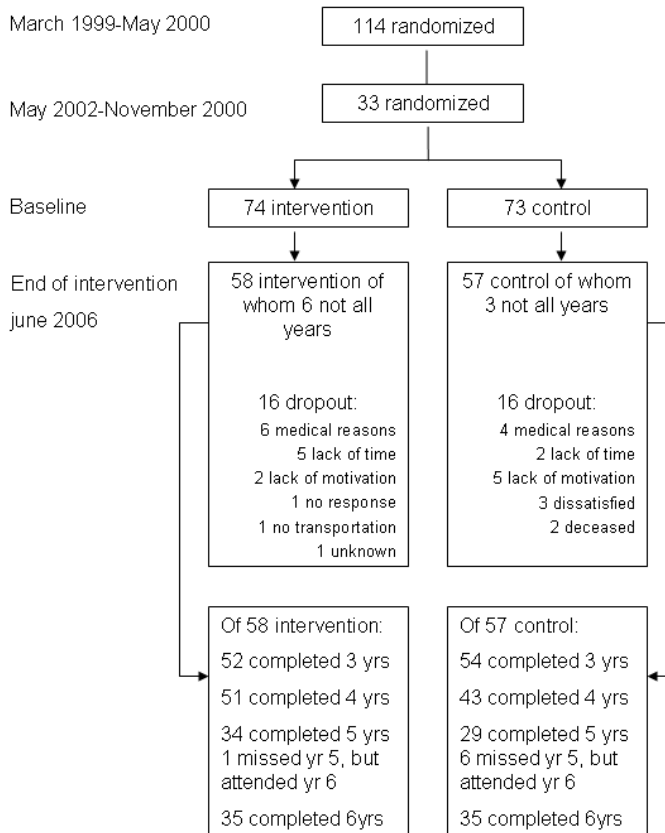 March 1999-May 2000
114 randomized
May 2002-November 2000
33 randomized
Baseline
74 intervention
73 control
End of intervention
june 2006
58 intervention of
whom 6 not all
years
16 dropout:
6 medical reasons
5 lack of time
2 lack of motivation
1 no response
1 no transportation
1 unknown
57 control of whom
3 not all years
16 dropout:
4 medical reasons
2 lack of time
5 lack of motivation
3 dissatisfied
2 deceased
Of 58 intervention:
52 completed 3 yrs
51 completed 4 yrs
34 completed 5 yrs
1 missed yr 5, but
attended yr 6
35 completed 6yrs
Of 57 control:
54 completed 3 yrs
43 completed 4 yrs
29 completed 5 yrs
6 missed yr 5, but
attended yr 6
35 completed 6yrs